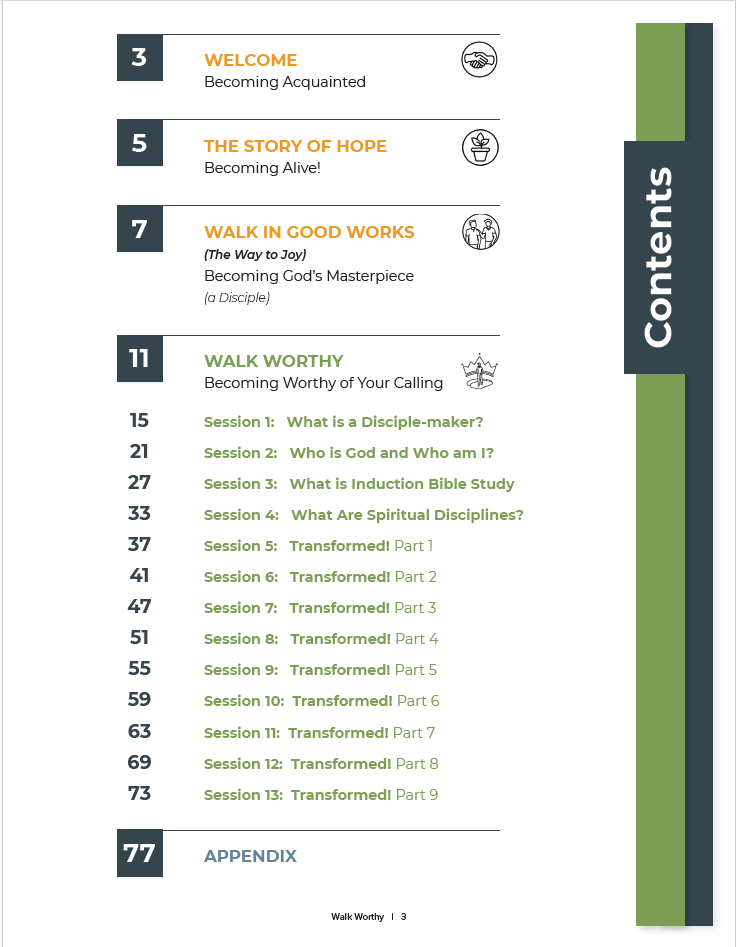 3
WELCOME
Becoming Acquainted
5
THE STORY OF HOPE
Becoming Alive!
7
WALK IN GOOD WORKS
(The Way to Joy)
Becoming God's Masterpiece
(a Disciple)
11
WALK WORTHY
Becoming Worthy of Your Calling
15 Session 1: What is a Disciple-maker?
21 Session 2: Who is God and Who am I?
27 Session 3: What is Induction Bible Study
33 Session 4: What Are Spiritual Disciplines?
37 Session 5: Transformed! Part 1
41 Session 6: Transformed! Part 2
47 Session 7: Transformed! Part 3
51 Session 8: Transformed! Part 4
55 Session 9: Transformed! Part 5
59 Session 10: Transformed! Part 6
63 Session 11: Transformed! Part 7
69 Session 12: Transformed! Part 8
73 Session 13: Transformed! Part 9
77 APPENDIX
Walk Worthy | 3
Contents